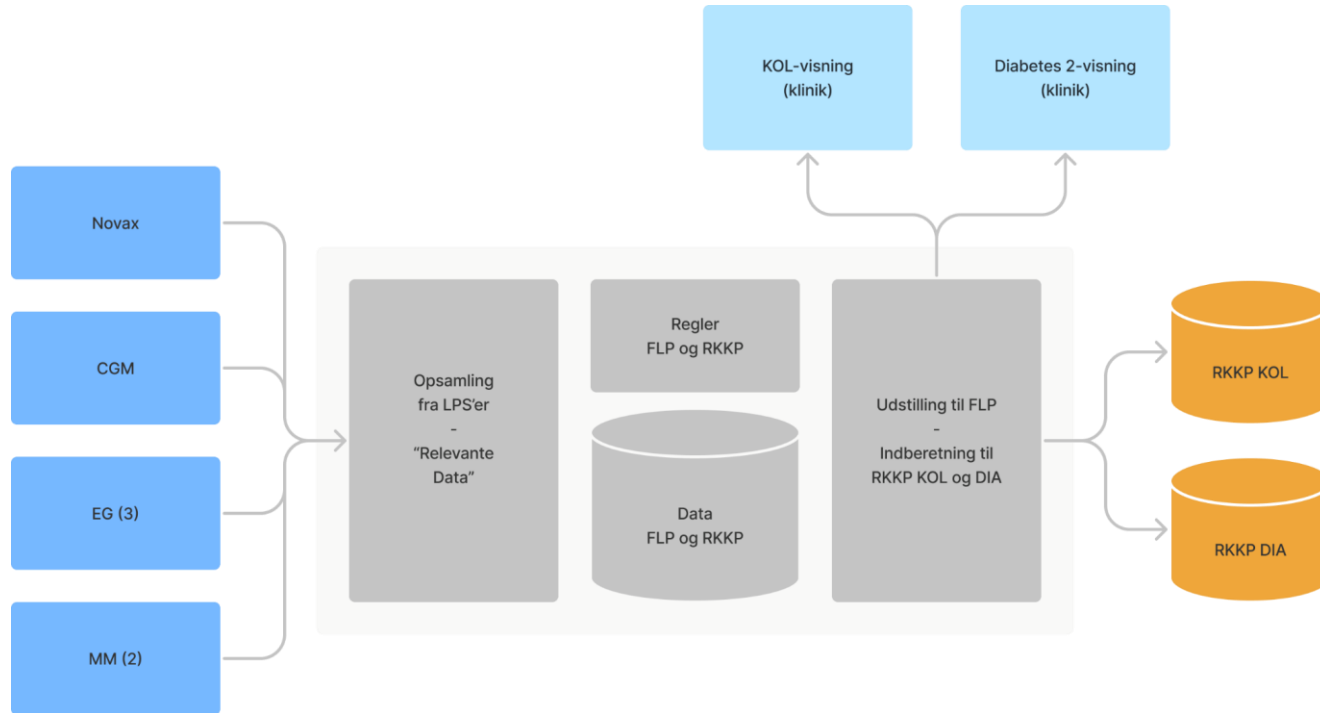 KOL-visning
(klinik)
Diabetes 2-visning
(klinik)
Novax
CGM
EG (3)
MM (2)
Opsamling
fra LPS’er
-
“Relevante
Data”
Regler
FLP og RKKP
Data
FLP og RKKP
Udstilling til FLP
-
Indberetning til
RKKP KOL og DIA
RKKP KOL
RKKP DIA